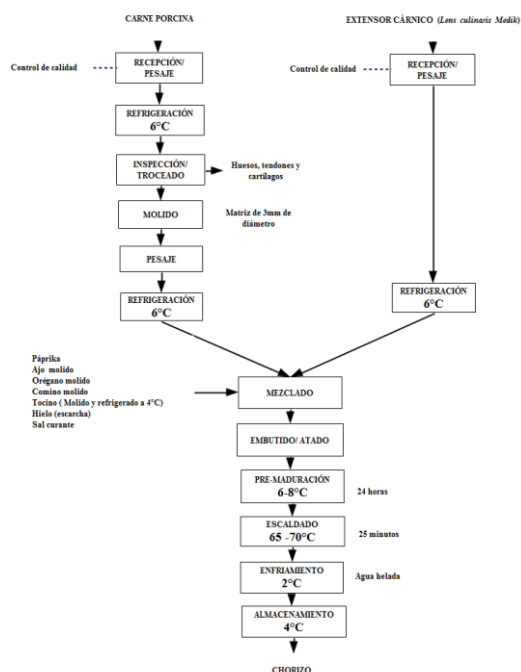 CARNE PORCINA
EXTENSOR CÁRNICO (Lens culinaris Medik)
Control de calidad
RECEPCIÓN/
PESAJE
Control de calidad
RECEPCIÓN/
PESAJE
REFRIGERACIÓN
6°C
INSPECCIÓN/
TROCEADO
Huesos, tendones y
cartílagos
MOLIDO
Matriz de 3mm de
diámetro
PESAJE
REFRIGERACIÓN
6°C
REFRIGERACIÓN
6°C
Páprika
Ajo molido
Orégano molido
Comino molido
Tocino ( Molido y refrigerado a 4°C)
Hielo (escarcha)
Sal curante
MEZCLADO
EMBUTIDO/ ATADO
PRE-MADURACIÓN
6-8°C
24 horas
ESCALDADO
65 -70°C
25 minutos
ENFRIAMIENTO
2°C
Agua helada
ALMACENAMIENTO
4°C
CHORIZO